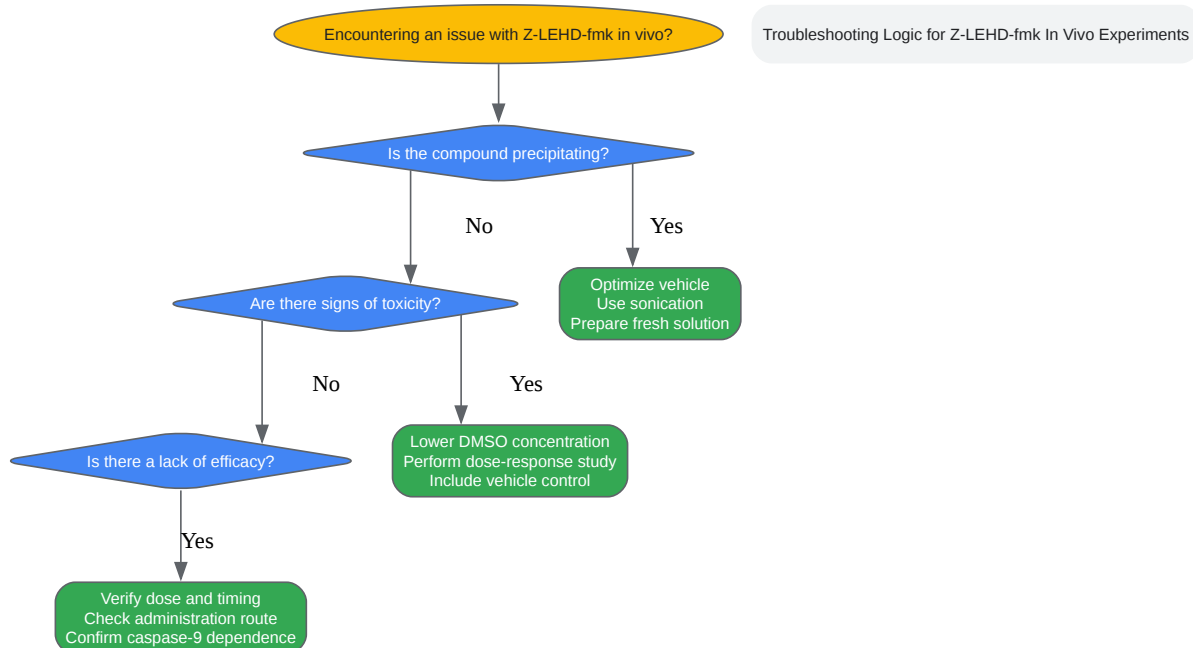 Encountering an issue with Z-LEHD-fmk in vivo?
Troubleshooting Logic for Z-LEHD-fmk In Vivo Experiments
Is the compound precipitating?
No
Yes
Are there signs of toxicity?
Optimize vehicle
Use sonication
Prepare fresh solution
No
Yes
Is there a lack of efficacy?
Lower DMSO concentration
Perform dose-response study
Include vehicle control
Yes
Verify dose and timing
Check administration route
Confirm caspase-9 dependence